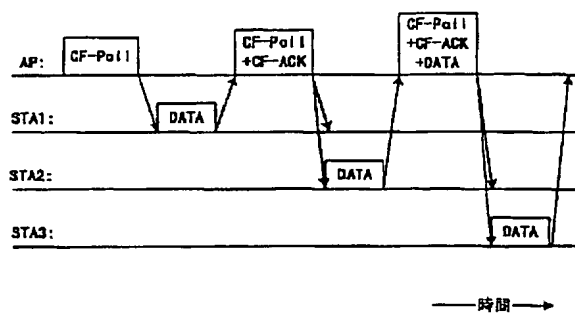 AP:
CF-Poll
CF-Poll
+CF-ACK
CF-Poll
+CF-ACK
+DATA
STA1:
DATA
STA2:
DATA
STA3:
DATA
時間